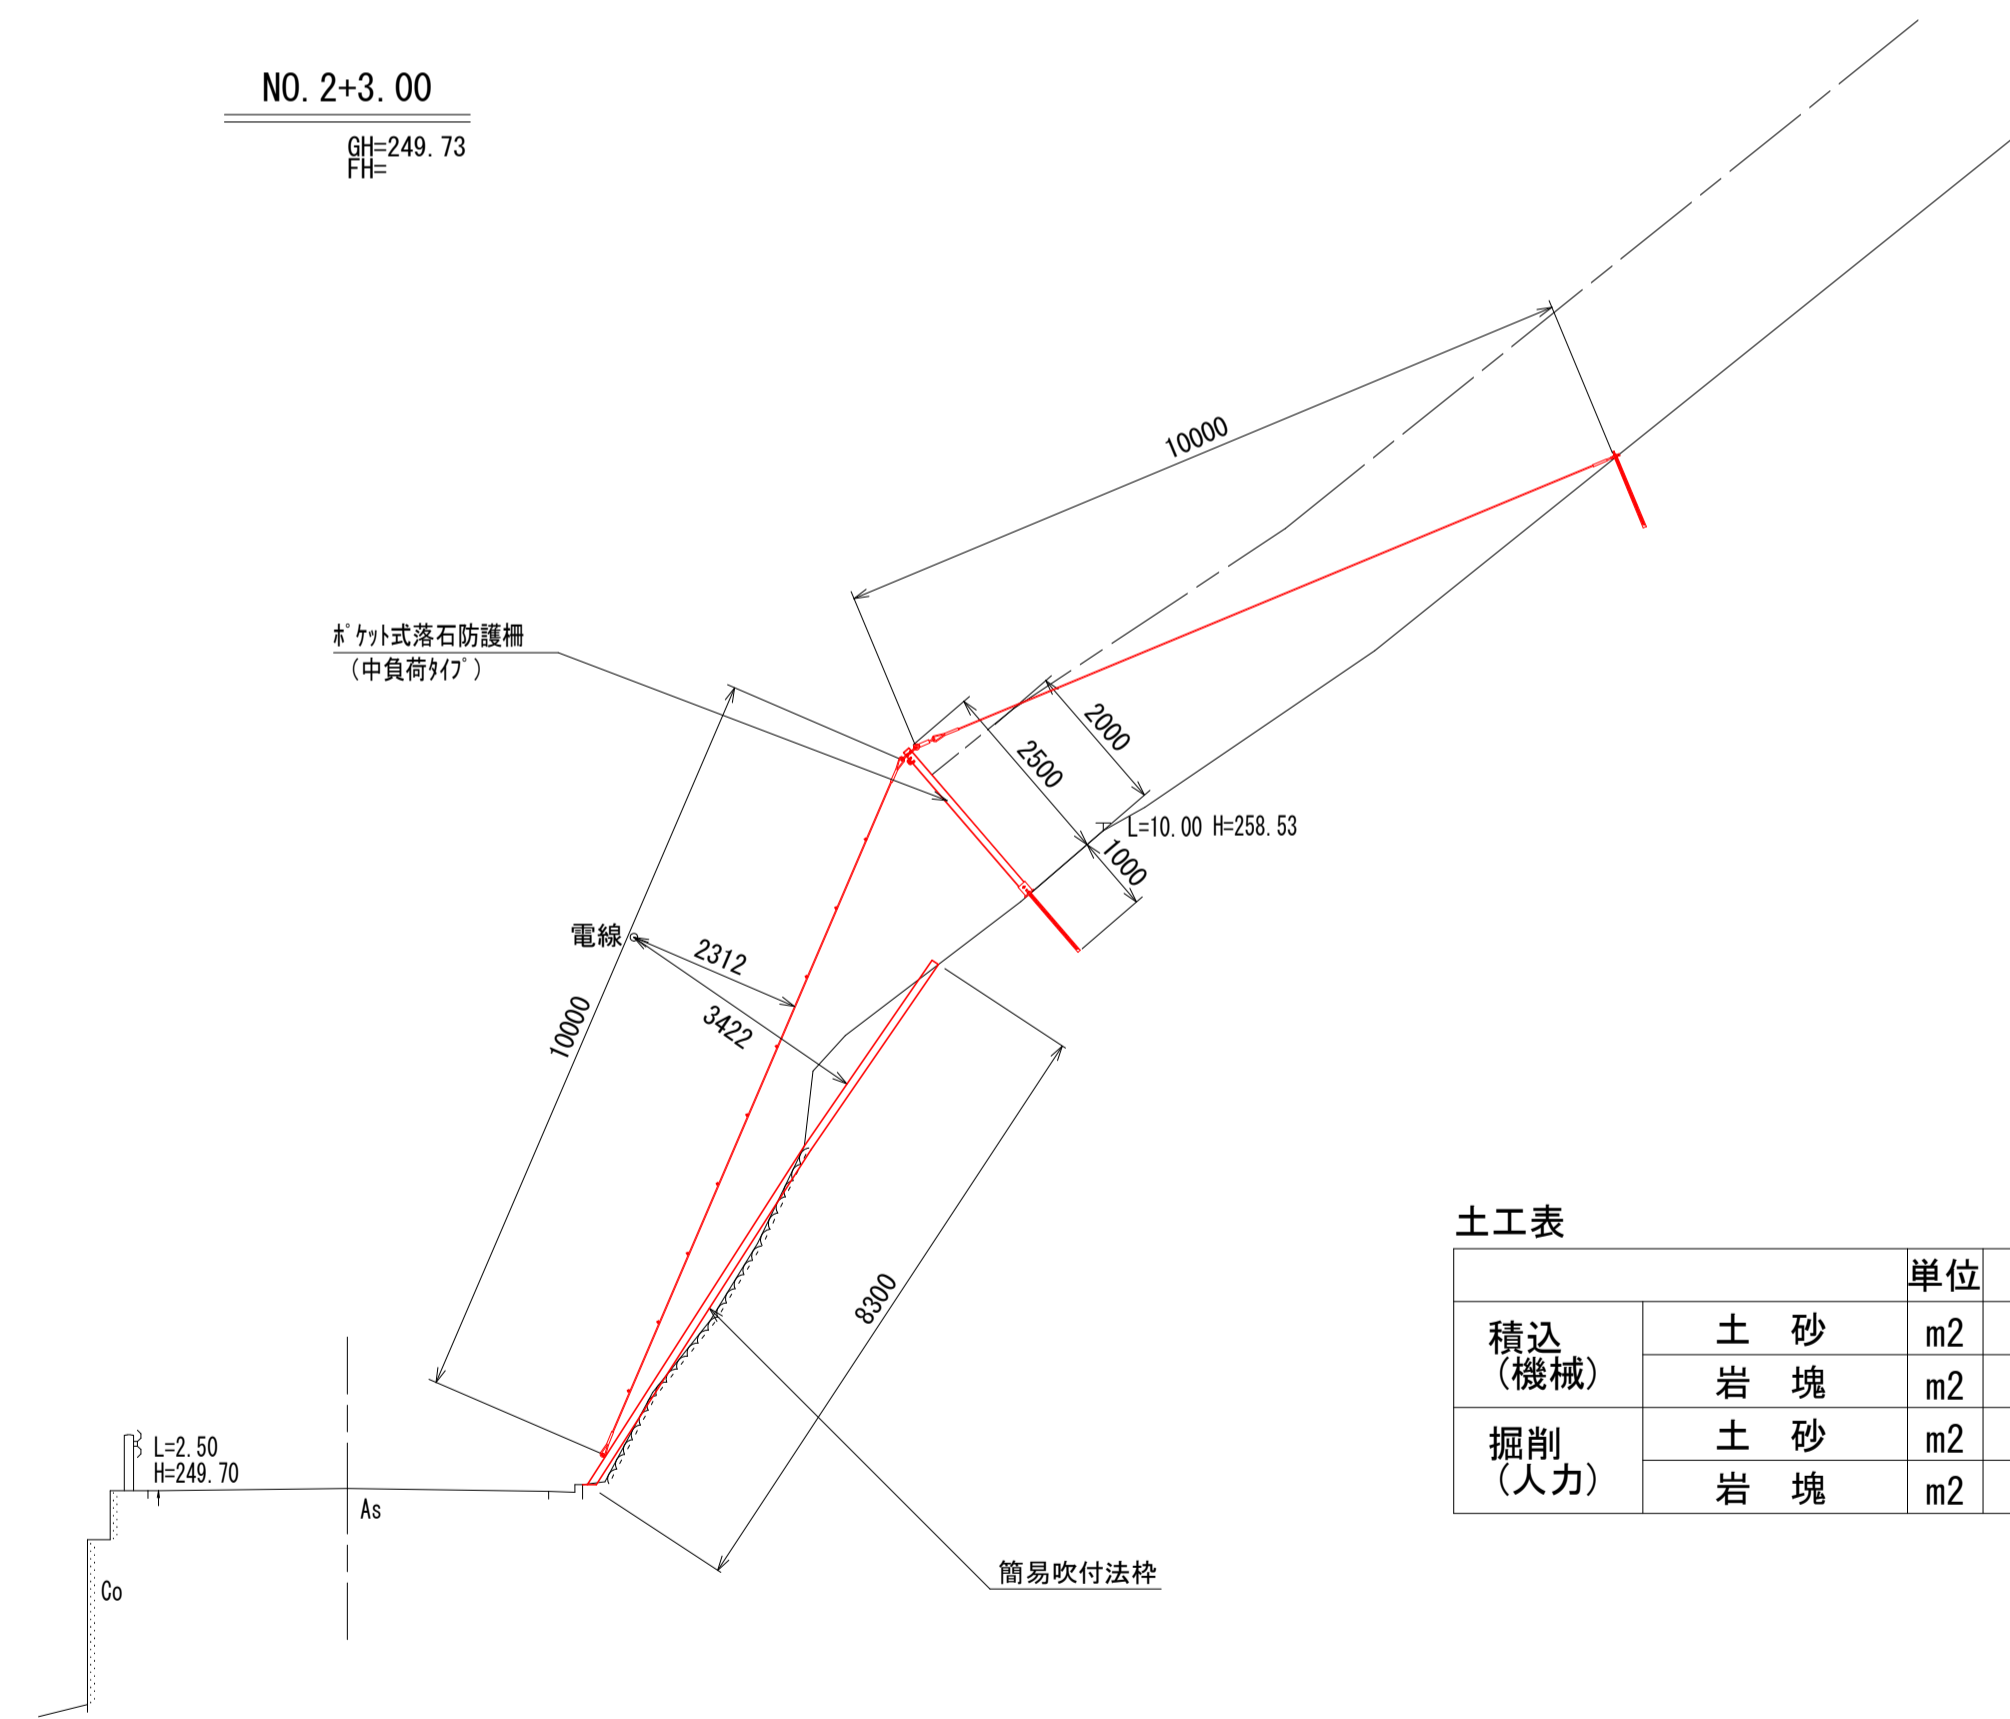 NO. 2+3. 00
GH=249. 73
FH=
10000
ﾎﾟｹｯﾄ式落石防護柵
（中負荷ﾀｲﾌﾟ）
2000
2500
L=10. 00 H=258. 53
1000
電線
2312
3422
10000
8300
L=2. 50
H=249. 70
As
Co
簡易吹付法枠
土工表
単位
積込
（機械）
土 砂 m2
岩 塊 m2
掘削
（人力）
土 砂 m2
岩 塊 m2